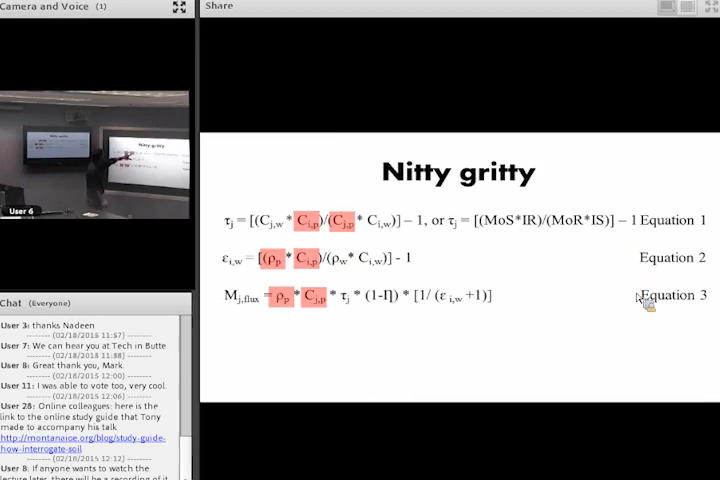 Camera and Voice (1)
Share
Nitty gritty
User 6
Nitty gritty
τj = [(Cj,w * Ci,p)/(Cj,p * Ci,w)] – 1, or τj = [(MoS*IR)/(MoR*IS)] – 1 Equation 1
εi,w = [(ρp * Ci,p)/(ρw* Ci,w)] - 1 Equation 2
Mj,flux = ρp * Cj,p * τj * (1-Ƞ) * [1/ (ε i,w +1)] Equation 3
Chat (Everyone)
User 3: thanks Nadeen
-------- (02/18/2015 11:57) --------
User 7: We can hear you at Tech in Butte
-------- (02/18/2015 11:58) --------
User 8: Great thank you, Mark.
-------- (02/18/2015 12:00) --------
User 11: I was able to vote too, very cool.
-------- (02/18/2015 12:06) --------
User 28: Online colleagues: here is the
link to the online study guide that Tony
made to accompany his talk
http://montanaioe.org/blog/study-guide-
how-interrogate-soil
-------- (02/18/2015 12:12) --------
User 8: If anyone wants to watch the
lecture later, there will be a recording of it